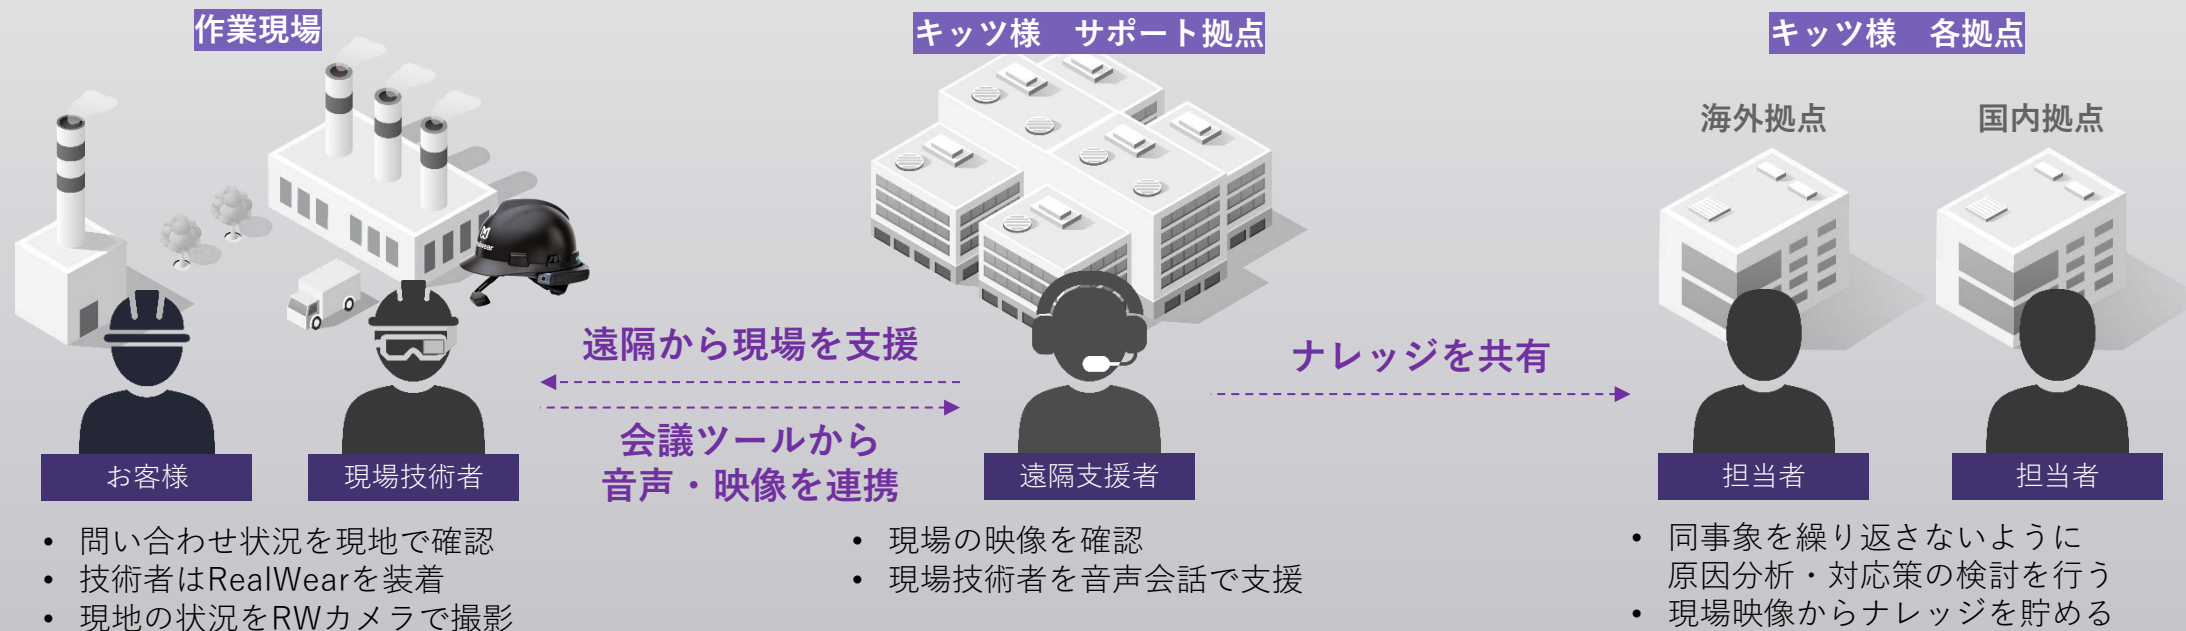 作業現場
キッツ様　サポート拠点
キッツ様　各拠点
海外拠点
国内拠点
遠隔から現場を支援
会議ツールから
音声・映像を連携
ナレッジを共有
お客様
現場技術者
遠隔支援者
担当者
担当者
• 問い合わせ状況を現地で確認
• 技術者はRealWearを装着
• 現地の状況をRWカメラで撮影
• 現場の映像を確認
• 現場技術者を音声会話で支援
• 同事象を繰り返さないように
原因分析・対応策の検討を行う
• 現場映像からナレッジを貯める